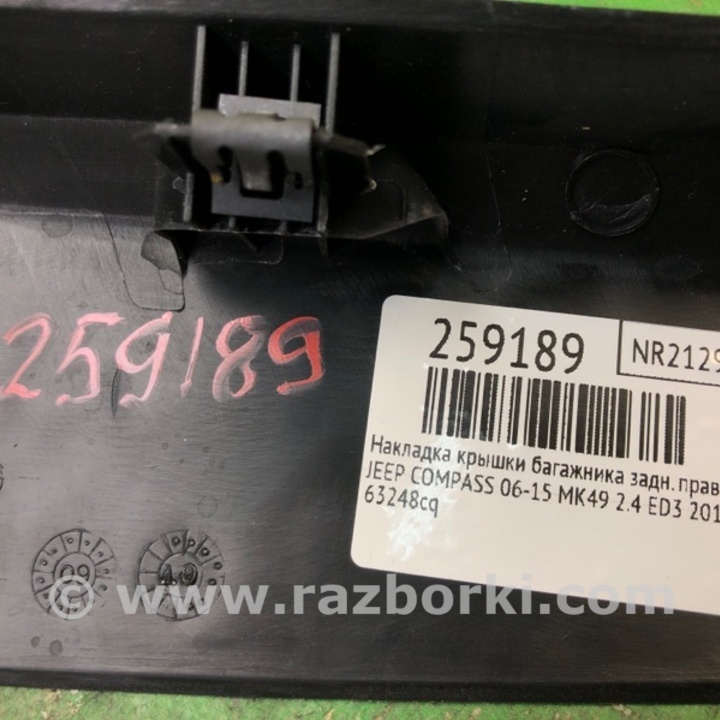 259189
259189
NR2129
Накладка крышки багажника задн. прав
JEEP COMPASS 06-15 MK49 2.4 ED3 201
63248cq
09
© www.razborki.com